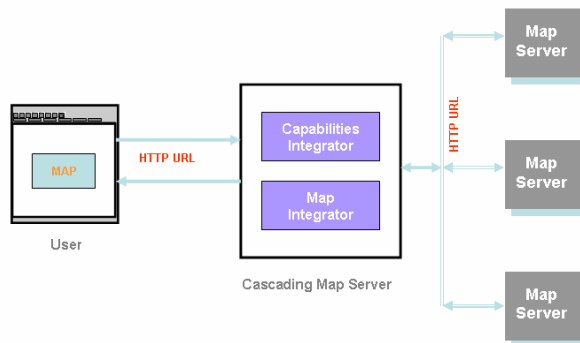 MAP
User
HTTP URL
Capabilities
Integrator
Map
Integrator
Cascading Map Server
HTTP URL
Map
Server
Map
Server
Map
Server